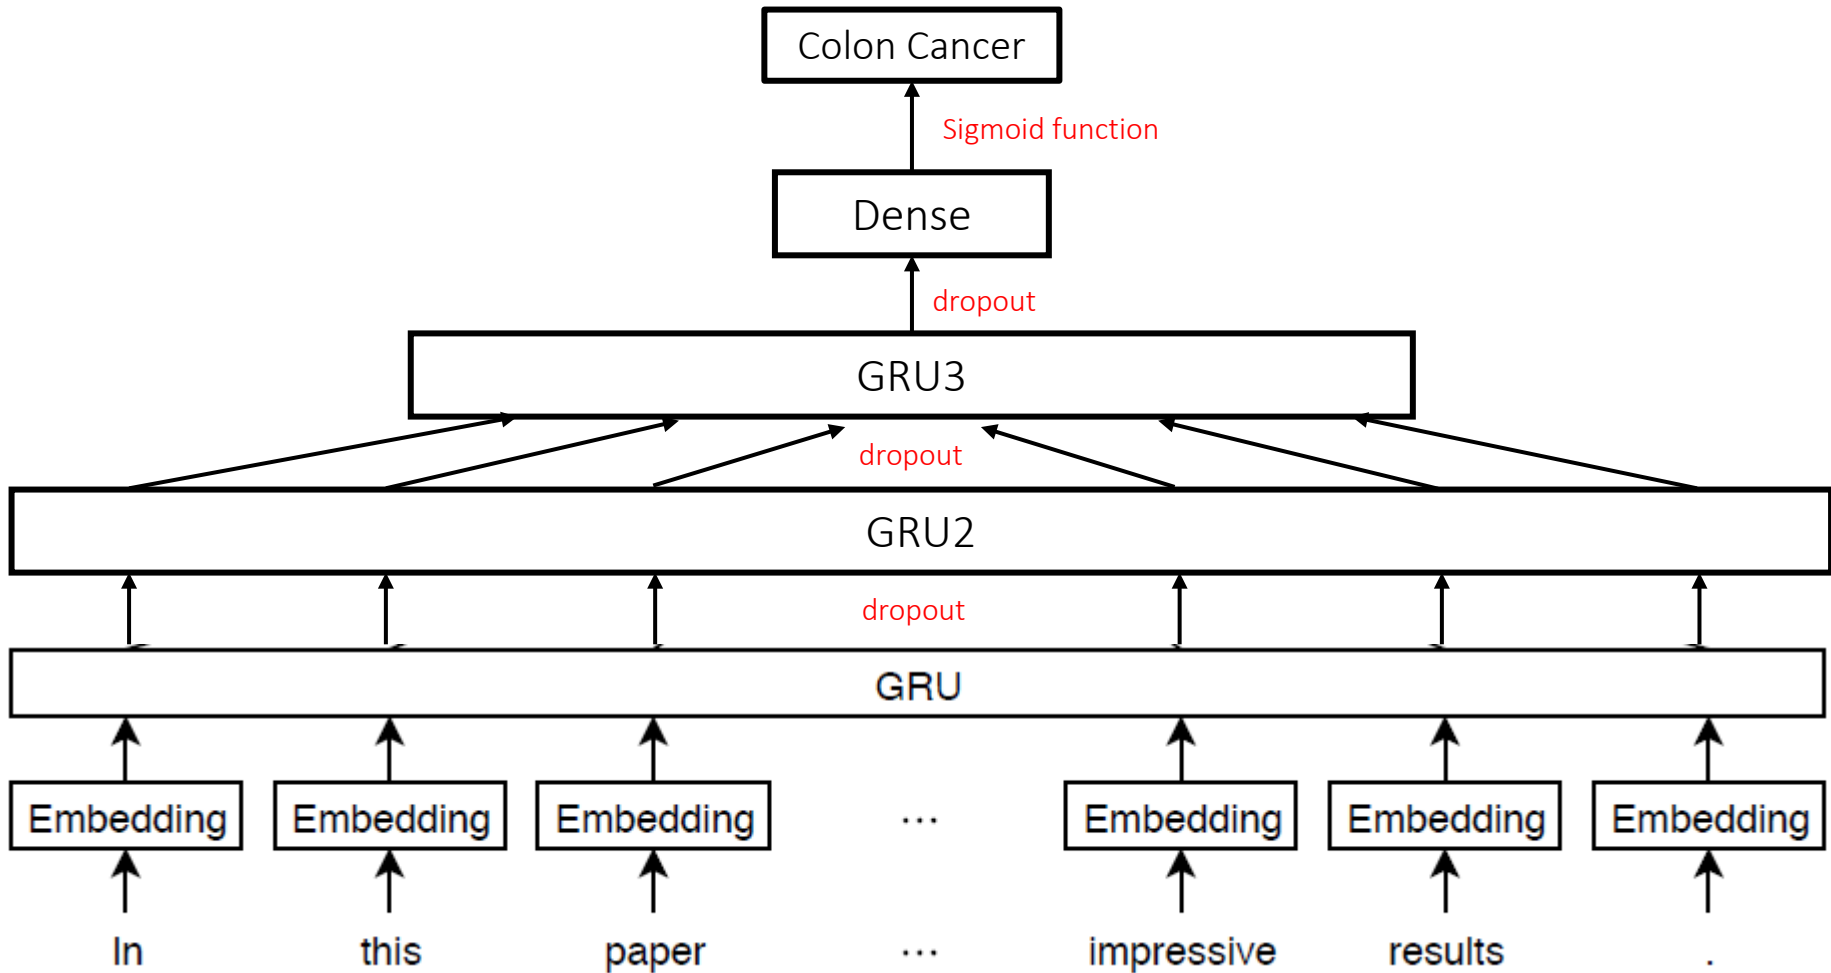 Colon Cancer
Sigmoid function
Dense
dropout
GRU3
dropout
GRU2
dropout
GRU
Embedding Embedding Embedding ... Embedding Embedding Embedding
In this paper ... impressive results .